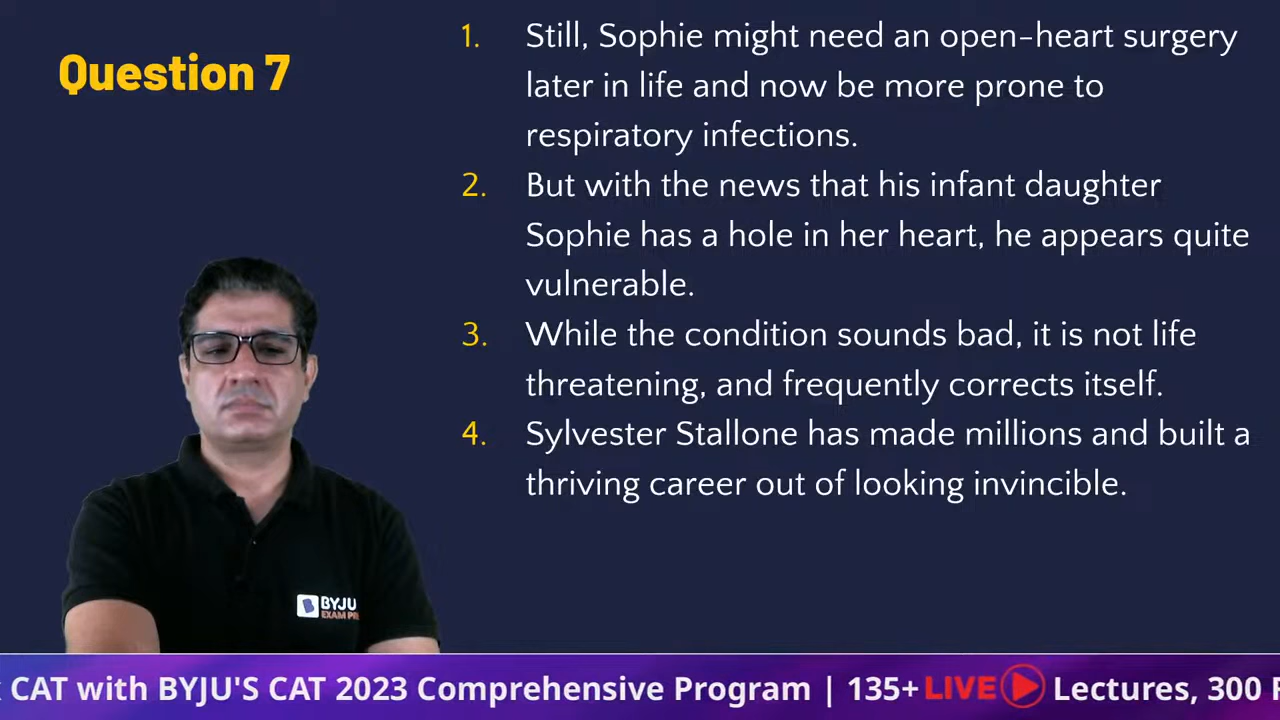 Question 7
1. Still, Sophie might need an open-heart surgery
later in life and now be more prone to
respiratory infections.
2. But with the news that his infant daughter
Sophie has a hole in her heart, he appears quite
vulnerable.
3. While the condition sounds bad, it is not life
threatening, and frequently corrects itself.
4. Sylvester Stallone has made millions and built a
thriving career out of looking invincible.
BYJU
EXAM
CAT with BYJU'S CAT 2023 Comprehensive Program | 135+ LIVE Lectures, 300